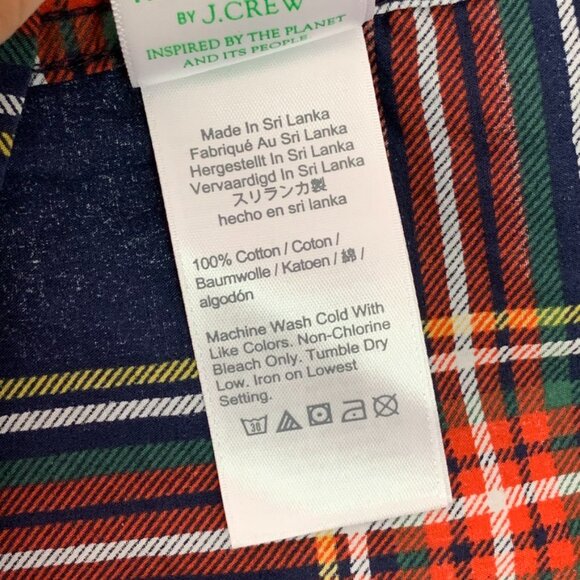 BY J.CREW
INSPIRED BY THE PLANET
AND ITS PEOPLE
Made In Sri Lanka
Fabriqué Au Sri Lanka
Hergestellt In Sri Lanka
Vervaardigd In Sri Lanka
スリランカ製
hecho en sri lanka
100% Cotton / Coton /
Baumwolle / Katoen / 綿 /
algodón
Machine Wash Cold With
Like Colors. Non-Chlorine
Bleach Only. Tumble Dry
Low. Iron on Lowest
Setting.
30